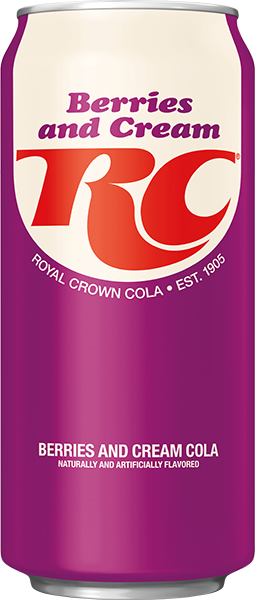 Berries
and Cream
RC®
ROYAL CROWN COLA • EST. 1905
BERRIES AND CREAM COLA
NATURALLY AND ARTIFICIALLY FLAVORED